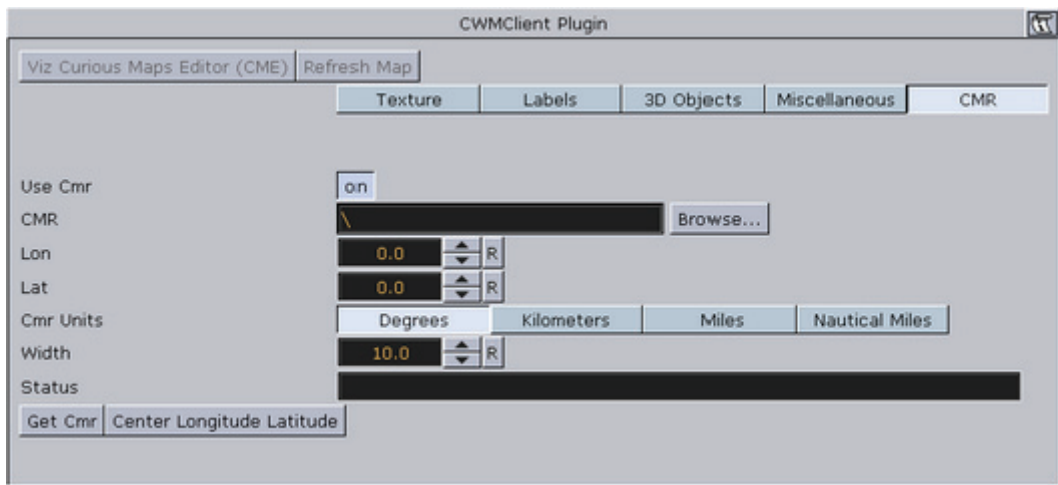 CWMClient Plugin
Viz Curious Maps Editor (CME) Refresh Map
Texture Labels 3D Objects Miscellaneous CMR
Use Cmr on
CMR \ Browse...
Lon 0.0 R
Lat 0.0 R
Cmr Units Degrees Kilometers Miles Nautical Miles
Width 10.0 R
Status
Get Cmr Center Longitude Latitude